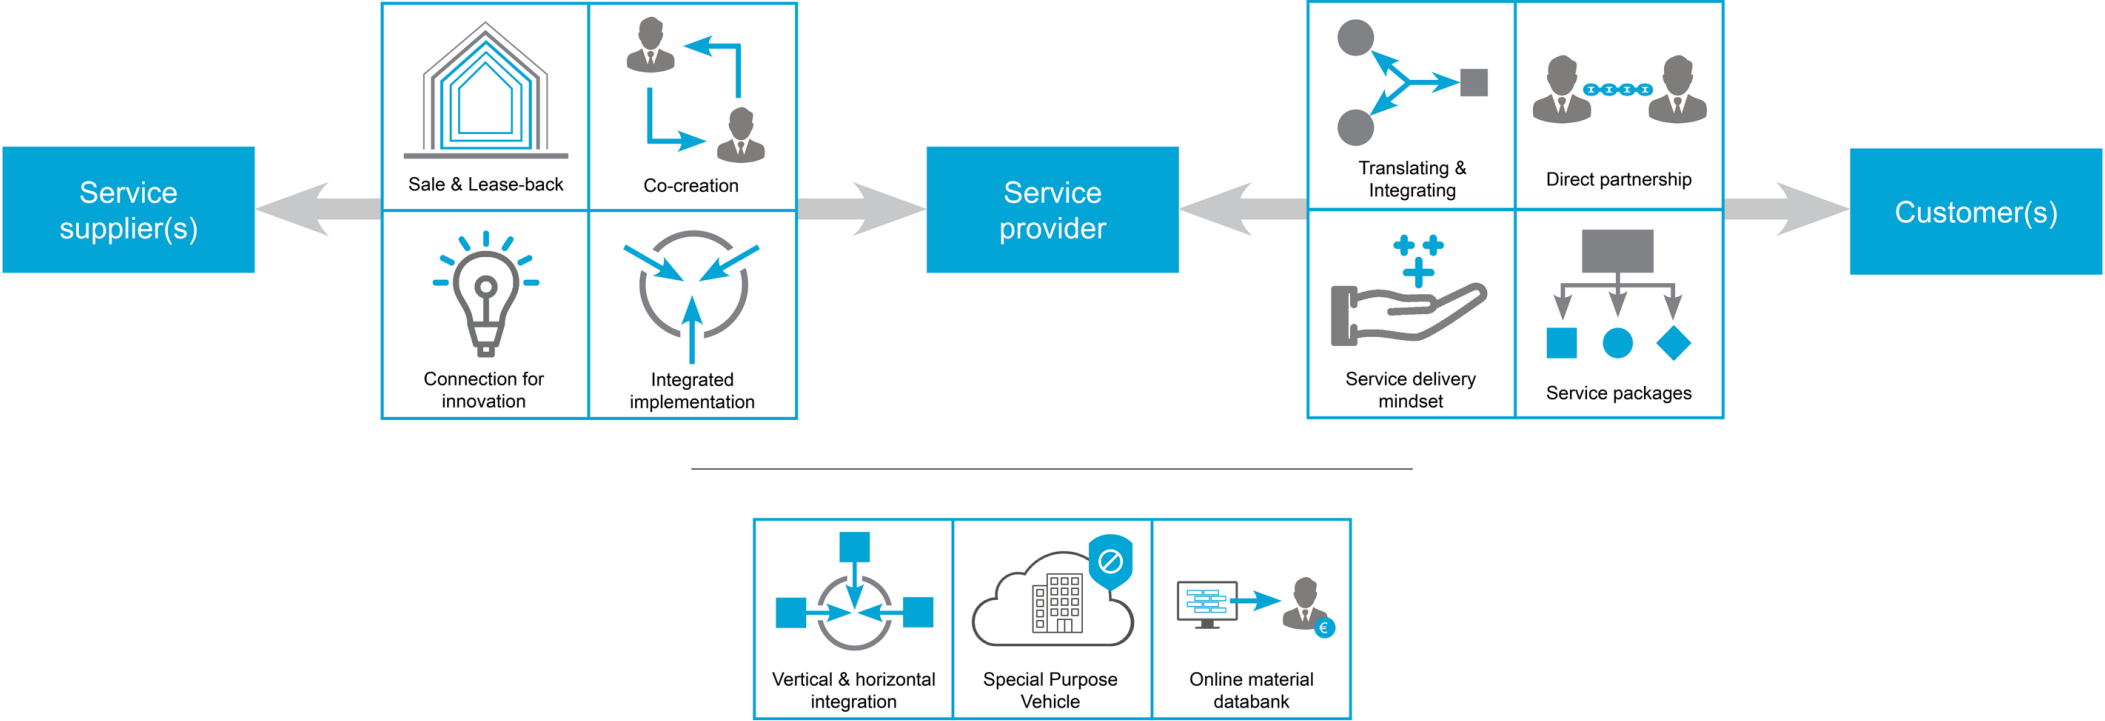 Service
supplier(s)
Sale & Lease-back
Co-creation
Connection for
innovation
Integrated
implementation
Service
provider
Translating &
Integrating
Direct partnership
Service delivery
mindset
Service packages
Customer(s)
Vertical & horizontal
integration
Special Purpose
Vehicle
€
Online material
databank